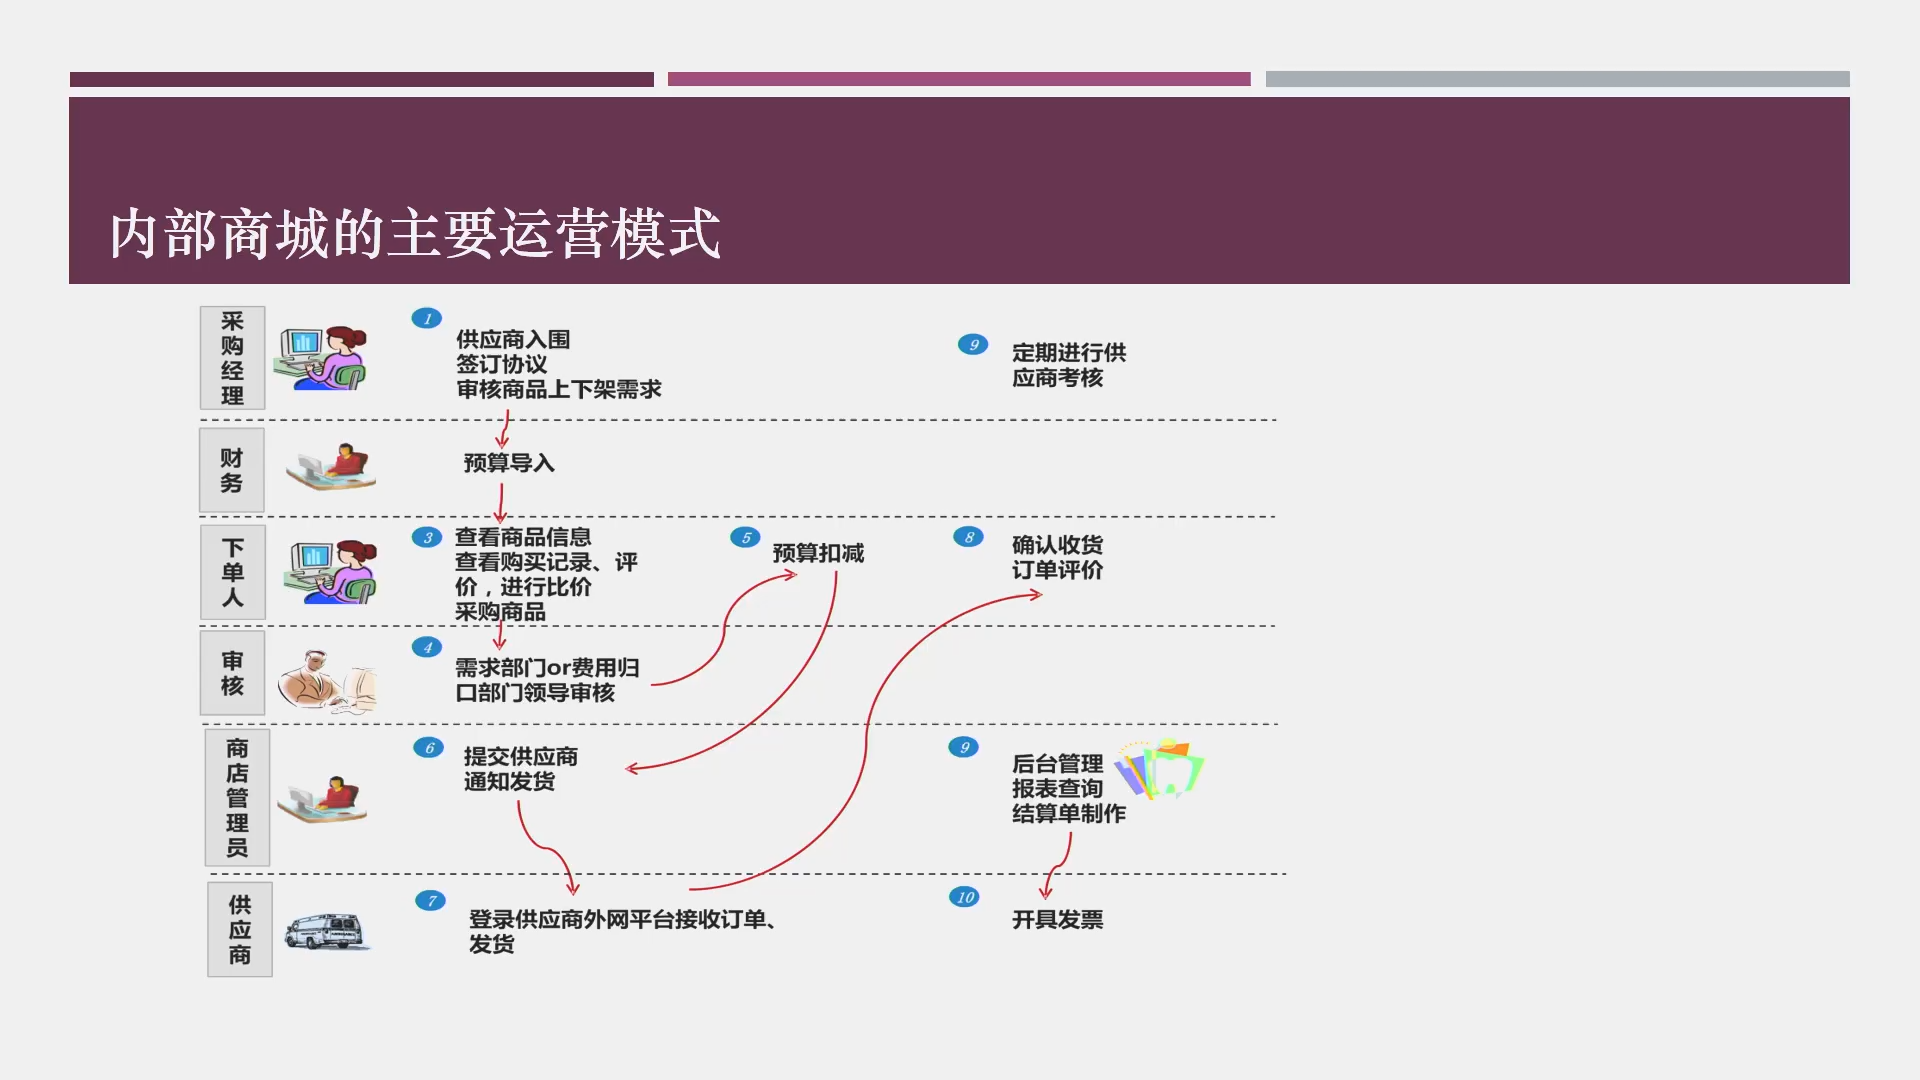 内部商城的主要运营模式
采购经理
1
供应商入围
签订协议
审核商品上下架需求
9
定期进行供
应商考核
财务
预算导入
下单人
3
查看商品信息
查看购买记录、评
价，进行比价
采购商品
5
预算扣减
8
确认收货
订单评价
审核
4
需求部门or费用归
口部门领导审核
商店管理员
6
提交供应商
通知发货
9
后台管理
报表查询
结算单制作
供应商
7
登录供应商外网平台接收订单、
发货
10
开具发票